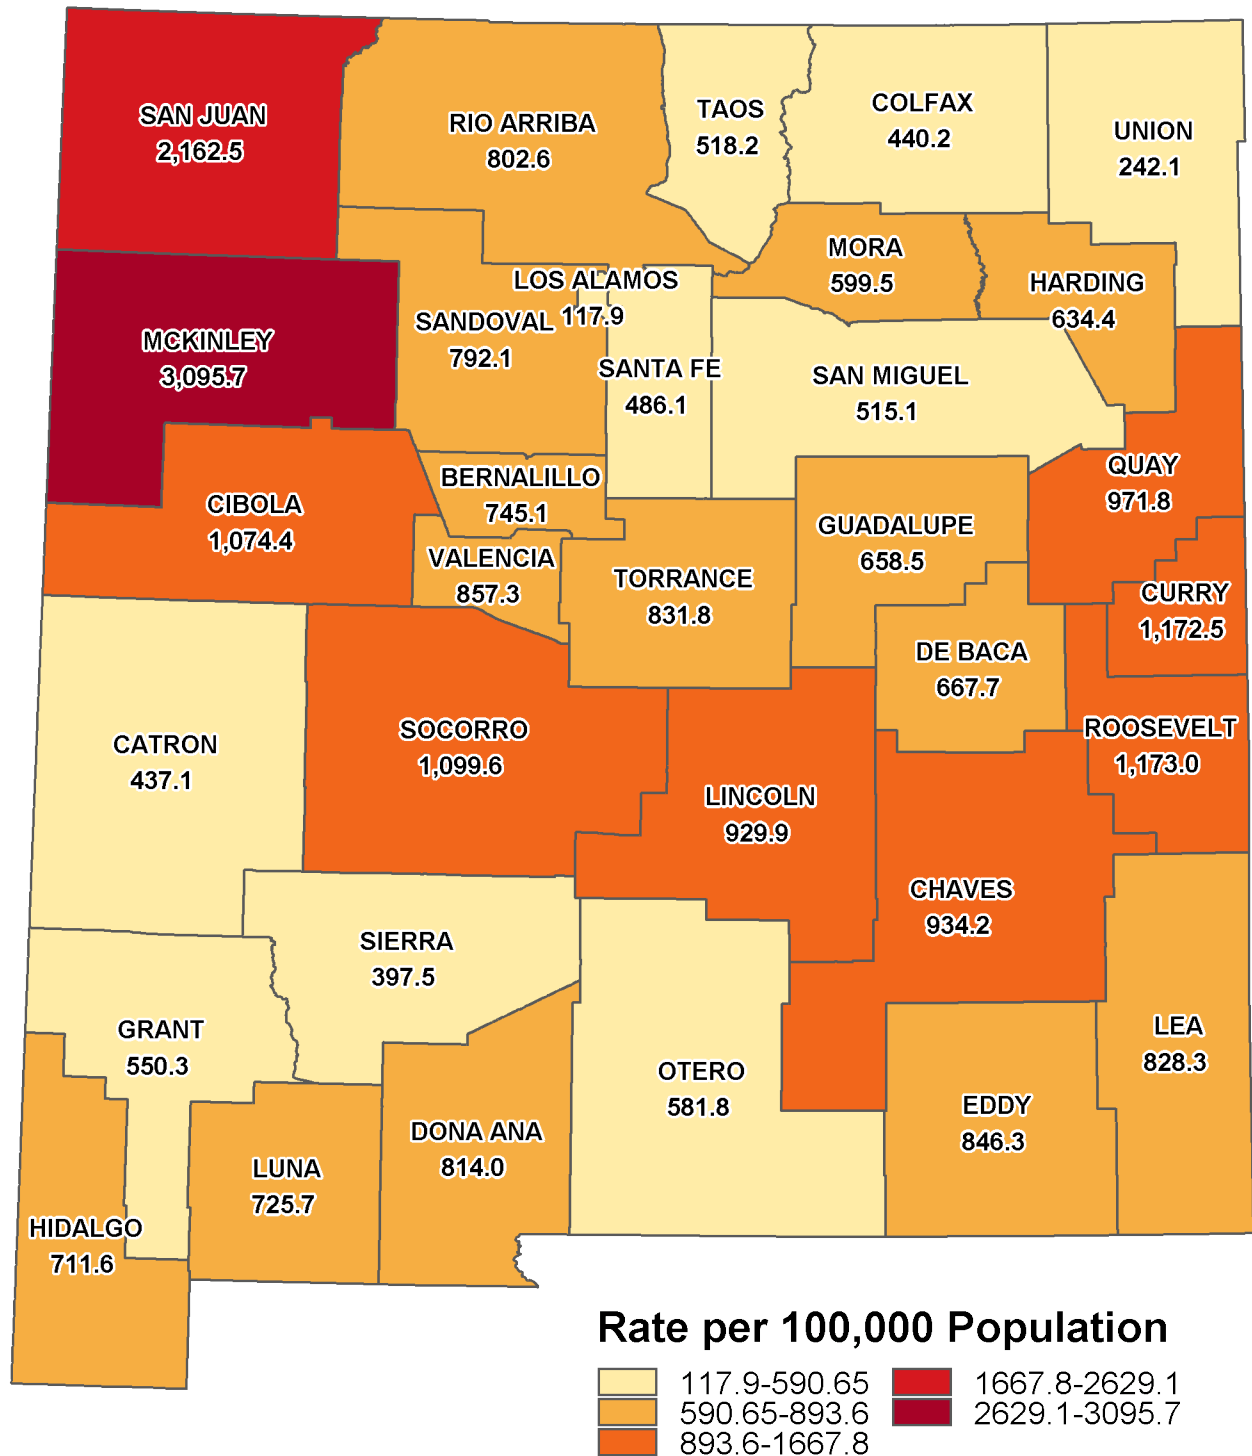 SAN JUAN
2,162.5
RIO ARRIBA
802.6
TAOS
518.2
COLFAX
440.2
UNION
242.1
MORA
599.5
HARDING
634.4
LOS ALAMOS
117.9
SANDOVAL
792.1
MCKINLEY
3,095.7
SANTA FE
486.1
SAN MIGUEL
515.1
QUAY
971.8
BERNALILLO
745.1
CIBOLA
1,074.4
GUADALUPE
658.5
VALENCIA
857.3
TORRANCE
831.8
CURRY
1,172.5
DE BACA
667.7
CATRON
437.1
SOCORRO
1,099.6
ROOSEVELT
1,173.0
LINCOLN
929.9
CHAVES
934.2
SIERRA
397.5
GRANT
550.3
LEA
828.3
OTERO
581.8
EDDY
846.3
DONA ANA
814.0
LUNA
725.7
HIDALGO
711.6
Rate per 100,000 Population
117.9-590.65
590.65-893.6
893.6-1667.8
1667.8-2629.1
2629.1-3095.7